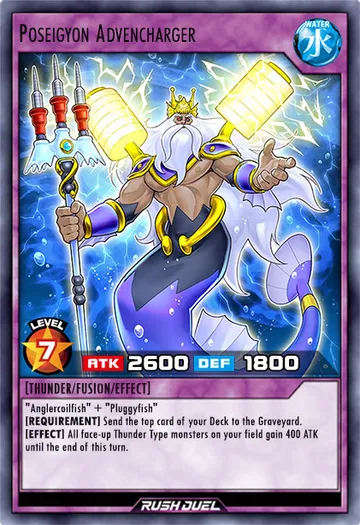 POSEIGYON ADVENCHARGER
WATER
水
LEVEL
7
ATK 2600 DEF 1800
[THUNDER/FUSION/EFFECT]
"Anglercoilfish" + "Pluggyfish"
[REQUIREMENT] Send the top card of your Deck to the Graveyard.
[EFFECT] All face-up Thunder Type monsters on your field gain 400 ATK
until the end of this turn.
RUSH DUEL